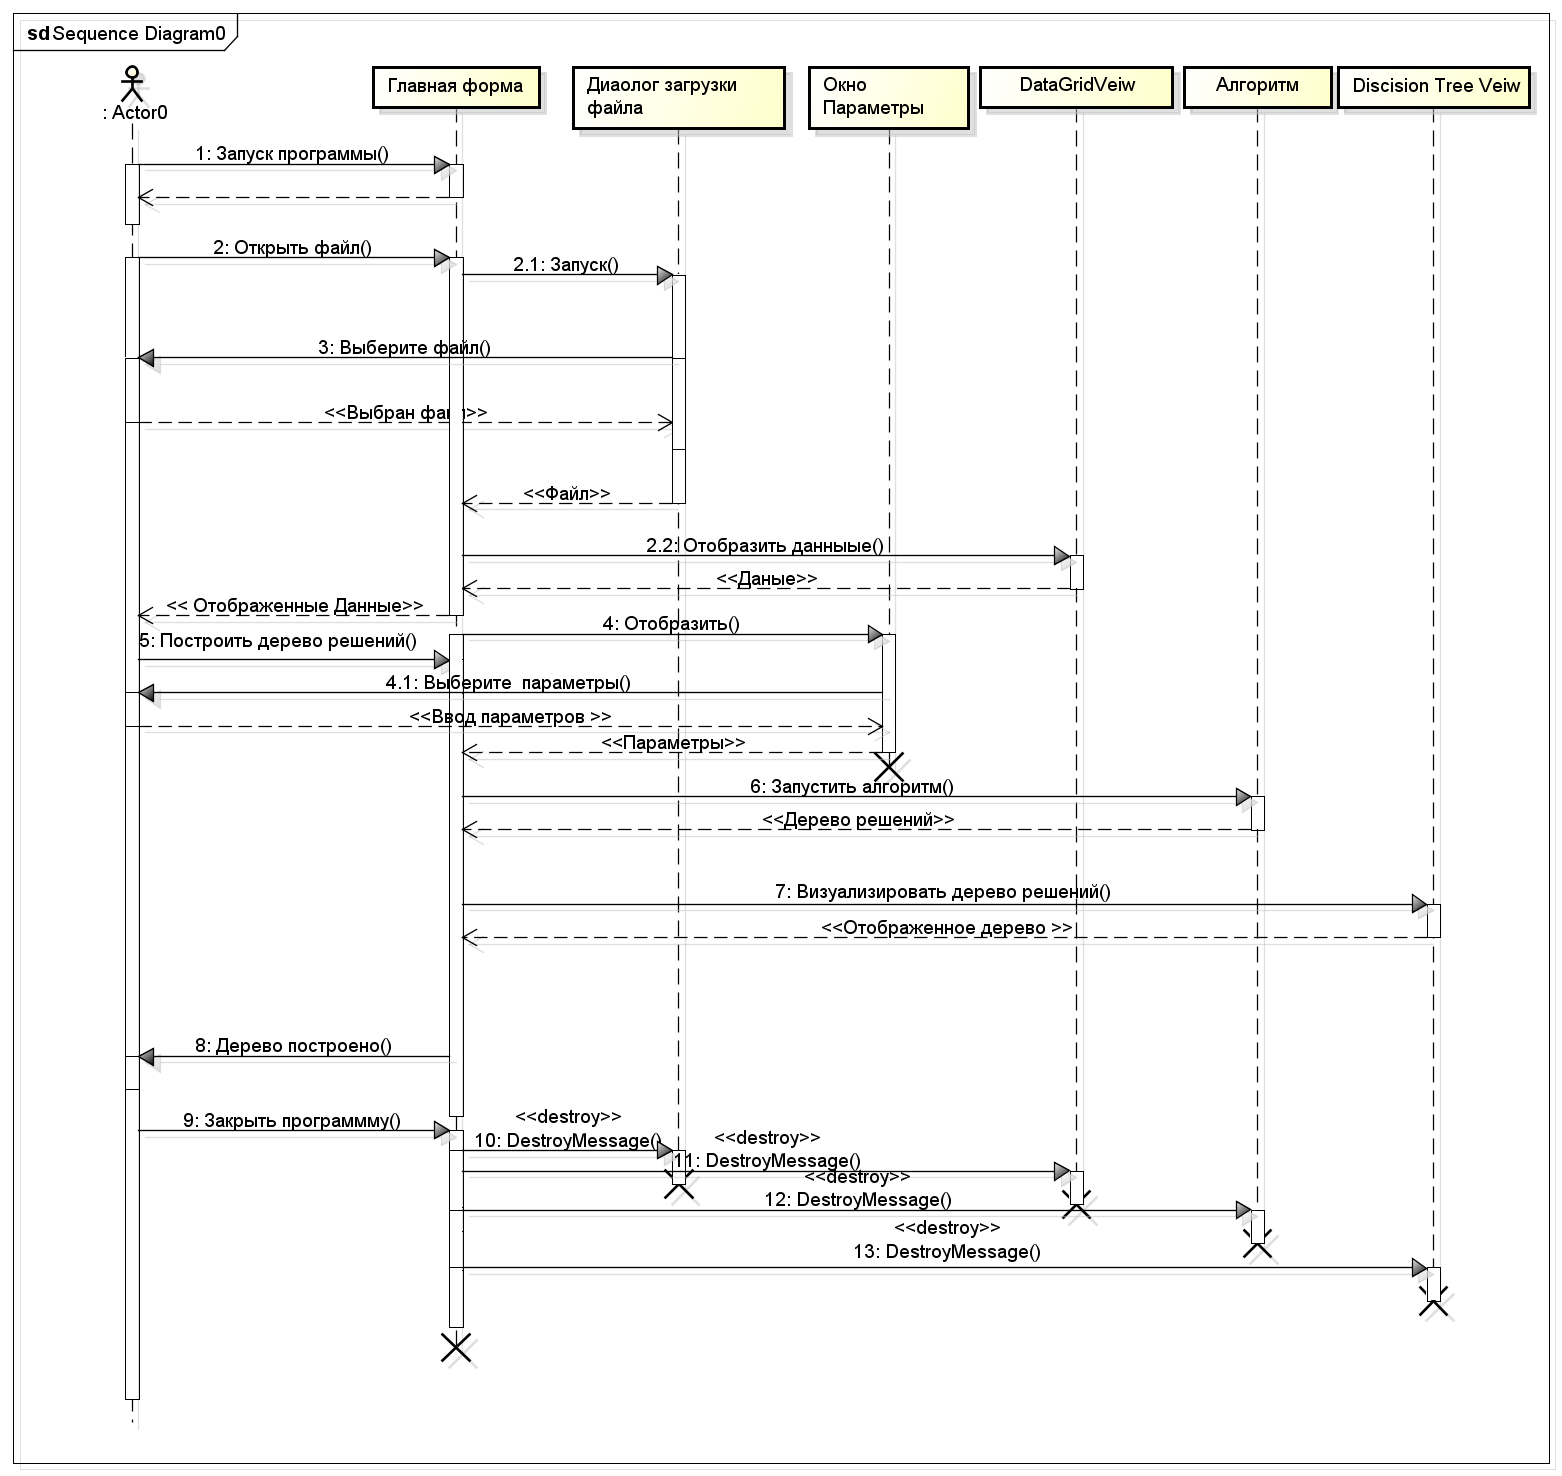 sd Sequence Diagram0
: Actor0
Главная форма
Диаолог загрузки
файла
Окно
Параметры
DataGridVeiw
Алгоритм
Discision Tree Veiw
1: Запуск программы()
2: Открыть файл()
2.1: Запуск()
3: Выберите файл()
<<Выбран файл>>
<<Файл>>
2.2: Отобразить данныые()
<<Даные>>
<< Отображенные Данные>>
4: Отобразить()
5: Построить дерево решений()
4.1: Выберите  параметры()
<<Ввод параметров >>
<<Параметры>>
6: Запустить алгоритм()
<<Дерево решений>>
7: Визуализировать дерево решений()
<<Отображенное дерево >>
8: Дерево построено()
9: Закрыть программму()
<<destroy>>
10: DestroyMessage()
<<destroy>>
11: DestroyMessage()
<<destroy>>
12: DestroyMessage()
<<destroy>>
13: DestroyMessage()